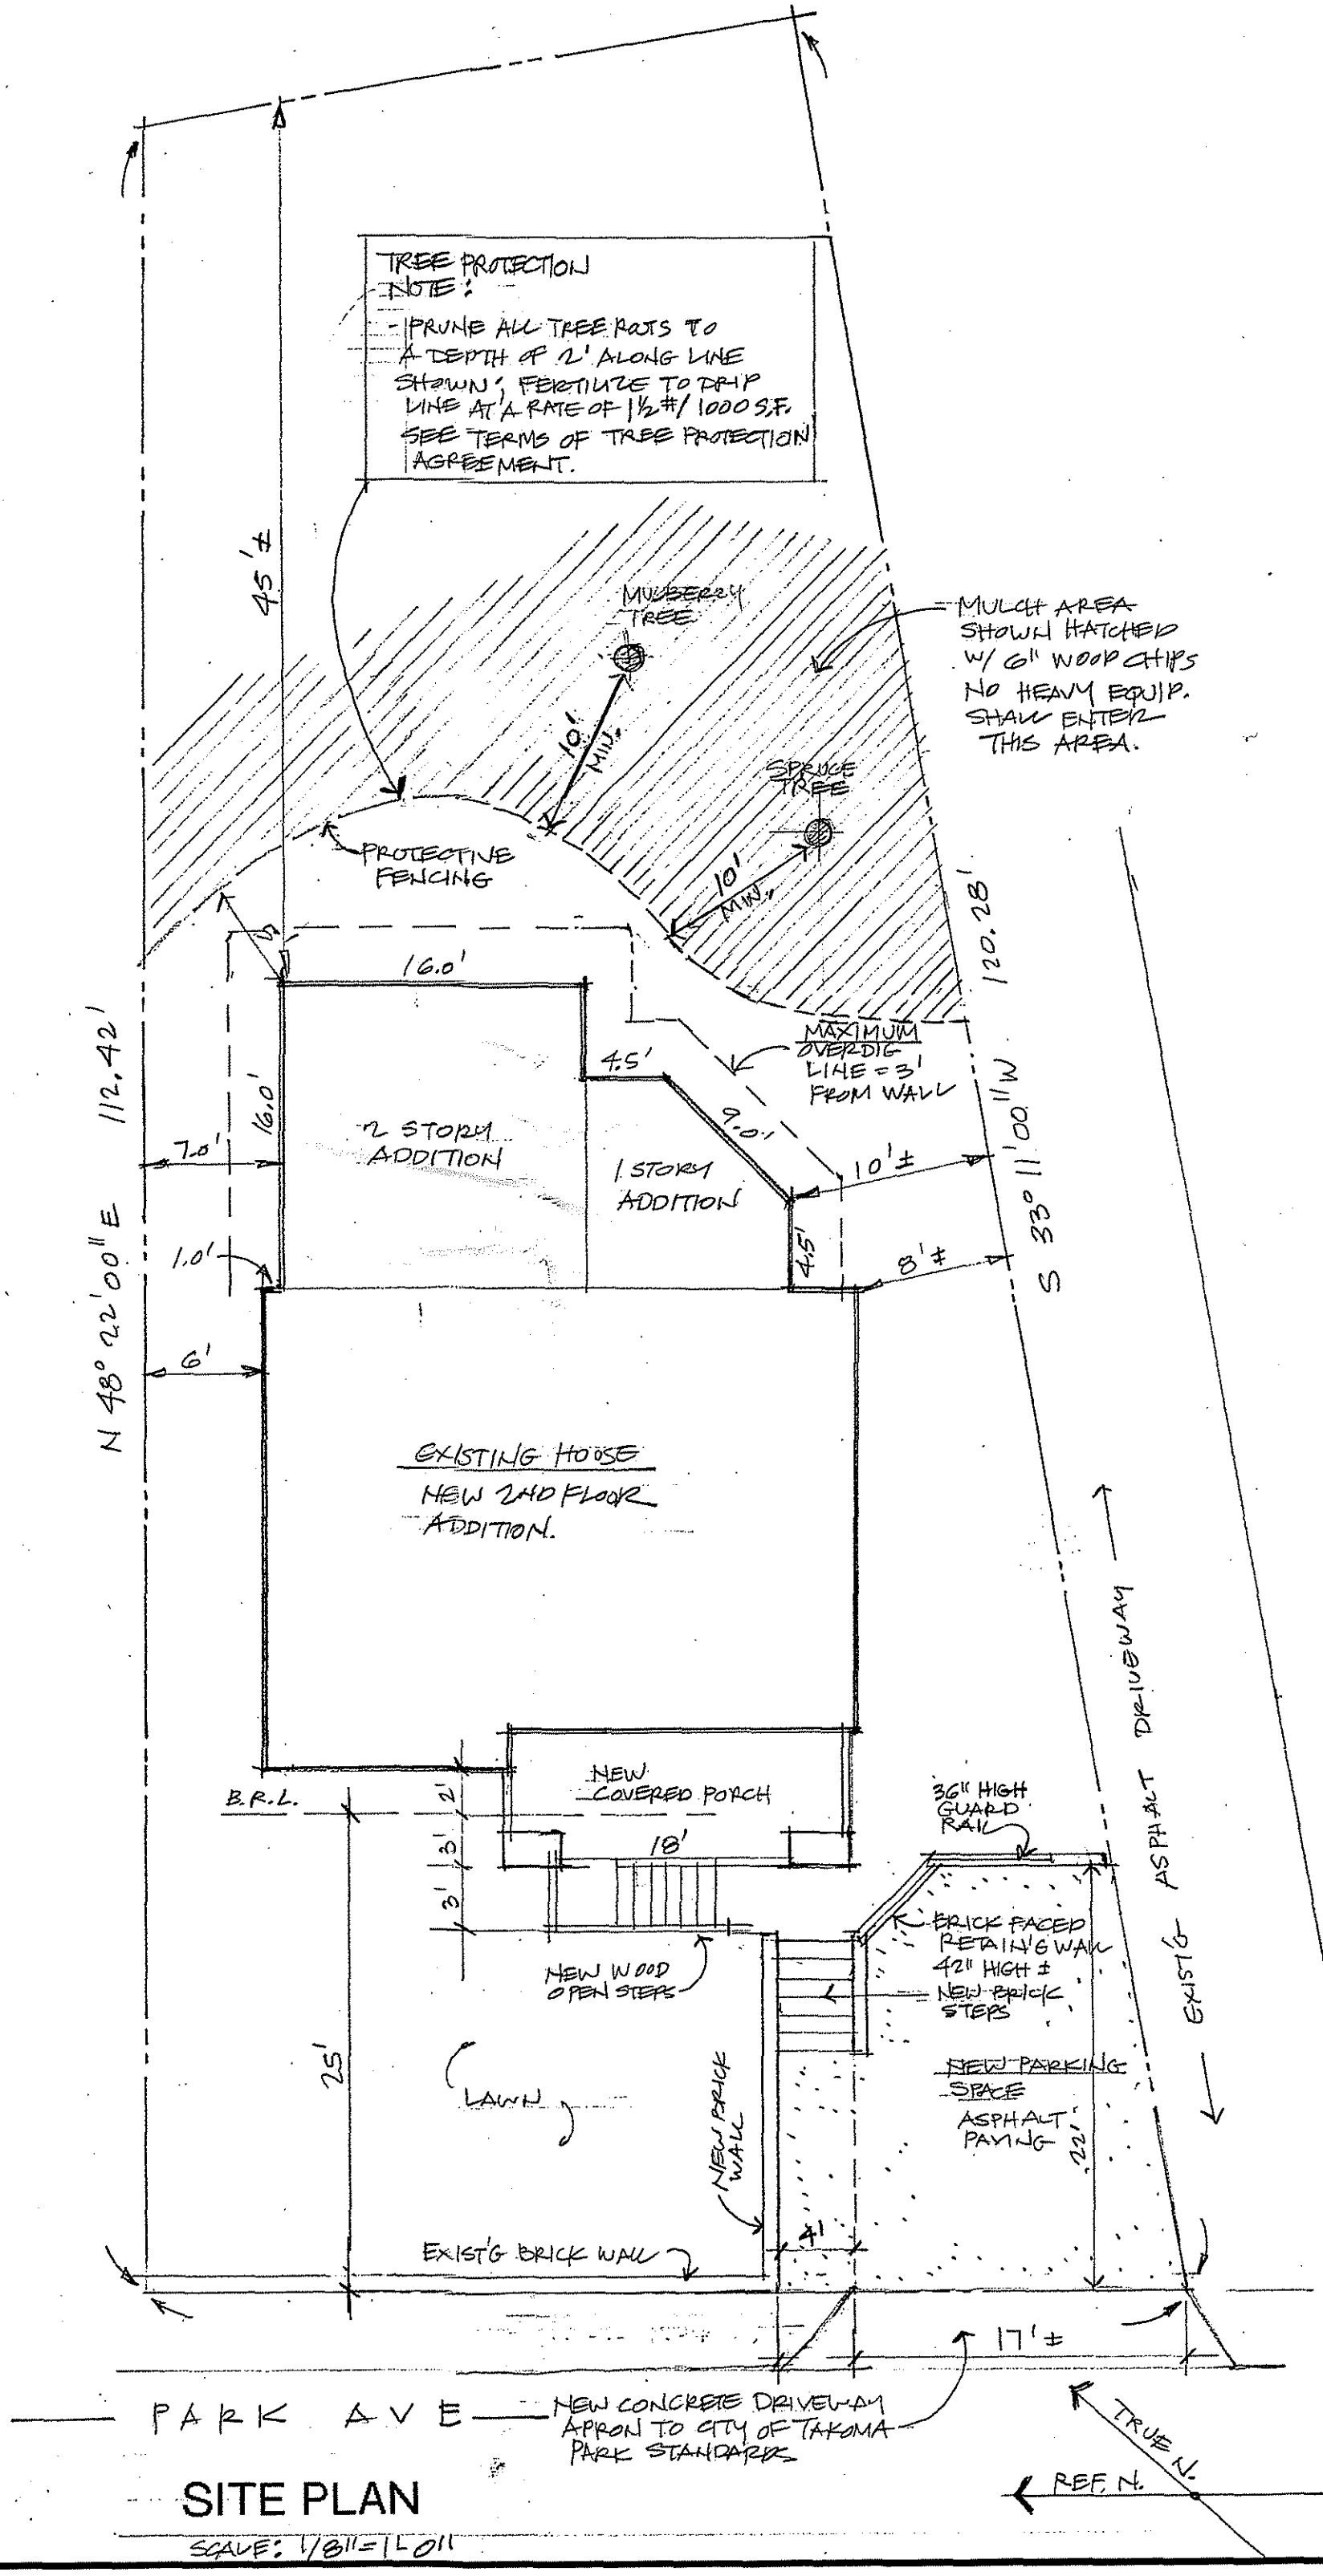 TREE PROTECTION
NOTE:
- PRUNE ALL TREE ROOTS TO
A DEPTH OF 2' ALONG LINE
SHOWN; FERTILIZE TO DRIP
LINE AT A RATE OF 1½#/1000 S.F.
SEE TERMS OF TREE PROTECTION
AGREEMENT.
45'±
MULBERRY
TREE
10'
MIN.
MULCH AREA
SHOWN HATCHED
W/ 6" WOOD CHIPS
NO HEAVY EQUIP.
SHALL ENTER
THIS AREA.
SPRUCE
TREE
10'
MIN.
PROTECTIVE
FENCING
120.28'
S 33° 11' 00" W
5'
16.0'
MAXIMUM
OVERDIG
LINE = 3'
FROM WALL
4.5'
9.0'
N 48° 22' 00" E 112.42'
16.0'
7.0'
2 STORY
ADDITION
1 STORY
ADDITION
10'±
4.5'
8'±
1.0'
6'
EXISTING HOUSE
NEW 2ND FLOOR
ADDITION.
EXIST'G ASPHALT DRIVEWAY
B.R.L.
2'
3'
3'
NEW
COVERED PORCH
18'
36" HIGH
GUARD
RAIL
BRICK FACED
RETAIN'G WALL
42" HIGH ±
NEW BRICK
STEPS
NEW WOOD
OPEN STEPS
25'
LAWN
NEW BRICK
WALL
NEW PARKING
SPACE
ASPHALT
PAVING
22'
4'
EXIST'G BRICK WALL
17'±
PARK AVE
NEW CONCRETE DRIVEWAY
APRON TO CITY OF TAKOMA
PARK STANDARDS
TRUE N.
REF. N.
SITE PLAN
SCALE: 1/8"=1'-0"